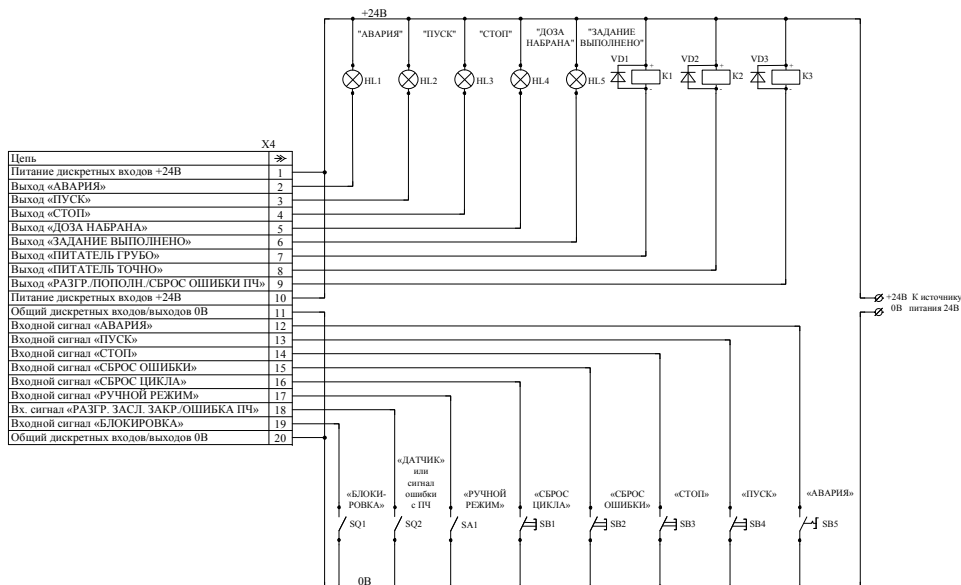 +24В
"АВАРИЯ"
"ПУСК"
"СТОП"
"ДОЗА
НАБРАНА"
"ЗАДАНИЕ
ВЫПОЛНЕНО"
HL1
HL2
HL3
HL4
HL5
VD1
+
-
К1
VD2
+
-
К2
VD3
+
-
К3
X4
Цепь
Питание дискретных входов +24В 1
Выход «АВАРИЯ» 2
Выход «ПУСК» 3
Выход «СТОП» 4
Выход «ДОЗА НАБРАНА» 5
Выход «ЗАДАНИЕ ВЫПОЛНЕНО» 6
Выход «ПИТАТЕЛЬ ГРУБО» 7
Выход «ПИТАТЕЛЬ ТОЧНО» 8
Выход «РАЗГР./ПОПОЛН./СБРОС ОШИБКИ ПЧ» 9
Питание дискретных входов +24В 10
Общий дискретных входов/выходов 0В 11
Входной сигнал «АВАРИЯ» 12
Входной сигнал «ПУСК» 13
Входной сигнал «СТОП» 14
Входной сигнал «СБРОС ОШИБКИ» 15
Входной сигнал «СБРОС ЦИКЛА» 16
Входной сигнал «РУЧНОЙ РЕЖИМ» 17
Вх. сигнал «РАЗГР. ЗАСЛ. ЗАКР./ОШИБКА ПЧ» 18
Входной сигнал «БЛОКИРОВКА» 19
Общий дискретных входов/выходов 0В 20
+24В К источнику
0В питания 24В
«БЛОКИ-
РОВКА»
«ДАТЧИК»
или
сигнал
ошибки
с ПЧ
«РУЧНОЙ
РЕЖИМ»
«СБРОС
ЦИКЛА»
«СБРОС
ОШИБКИ»
«СТОП»
«ПУСК»
«АВАРИЯ»
SQ1
SQ2
SA1
SB1
SB2
SB3
SB4
SB5
0В